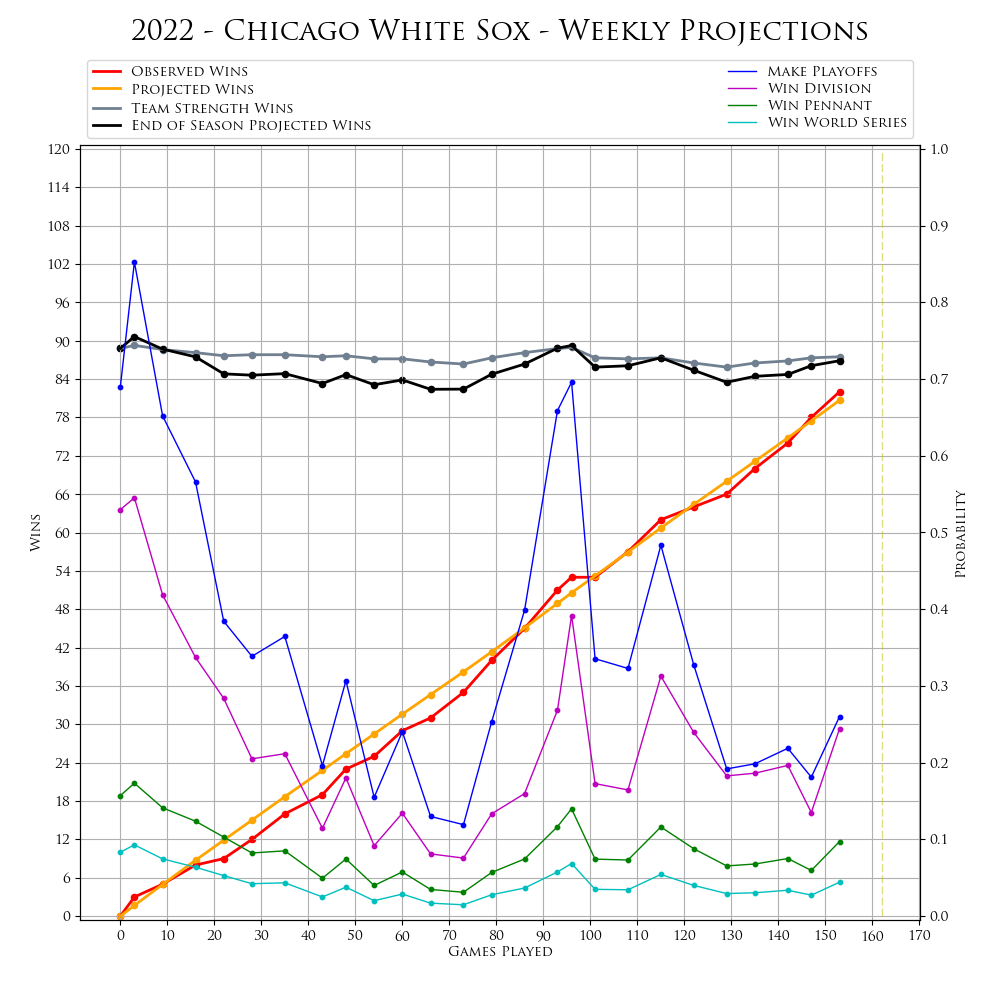 2022 - Chicago White Sox - Weekly Projections
Observed Wins
Projected Wins
Team Strength Wins
End of Season Projected Wins
Make Playoffs
Win Division
Win Pennant
Win World Series
120
114
108
102
96
90
84
78
72
66
60
54
48
42
36
30
24
18
12
6
0
Wins
1.0
0.9
0.8
0.7
0.6
0.5
0.4
0.3
0.2
0.1
0.0
Probability
0 10 20 30 40 50 60 70 80 90 100 110 120 130 140 150 160 170
Games Played